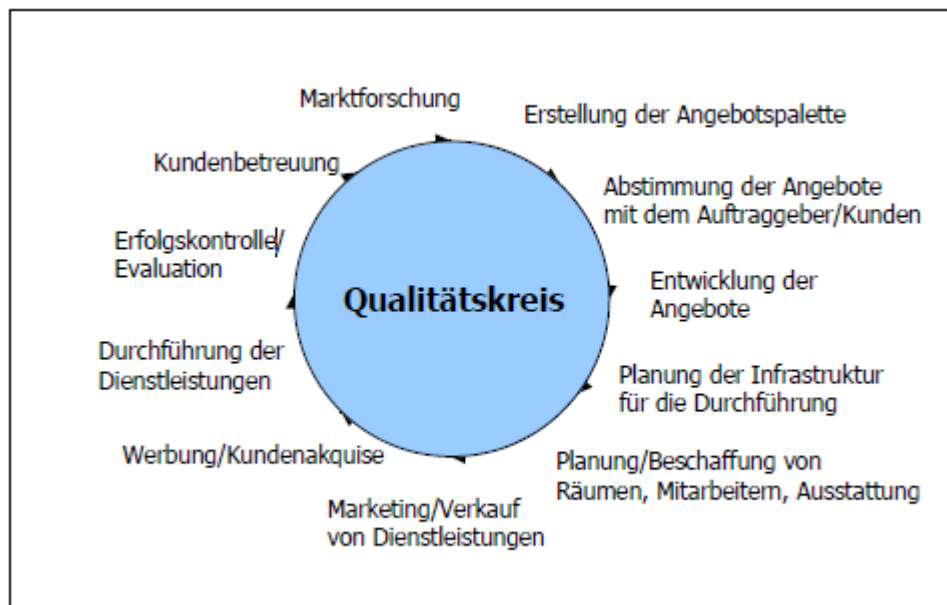 Marktforschung
Erstellung der Angebotspalette
Abstimmung der Angebote
mit dem Auftraggeber/Kunden
Entwicklung der
Angebote
Planung der Infrastruktur
für die Durchführung
Planung/Beschaffung von
Räumen, Mitarbeitern, Ausstattung
Marketing/Verkauf
von Dienstleistungen
Werbung/Kundenakquise
Durchführung der
Dienstleistungen
Erfolgskontrolle/
Evaluation
Kundenbetreuung
Qualitätskreis